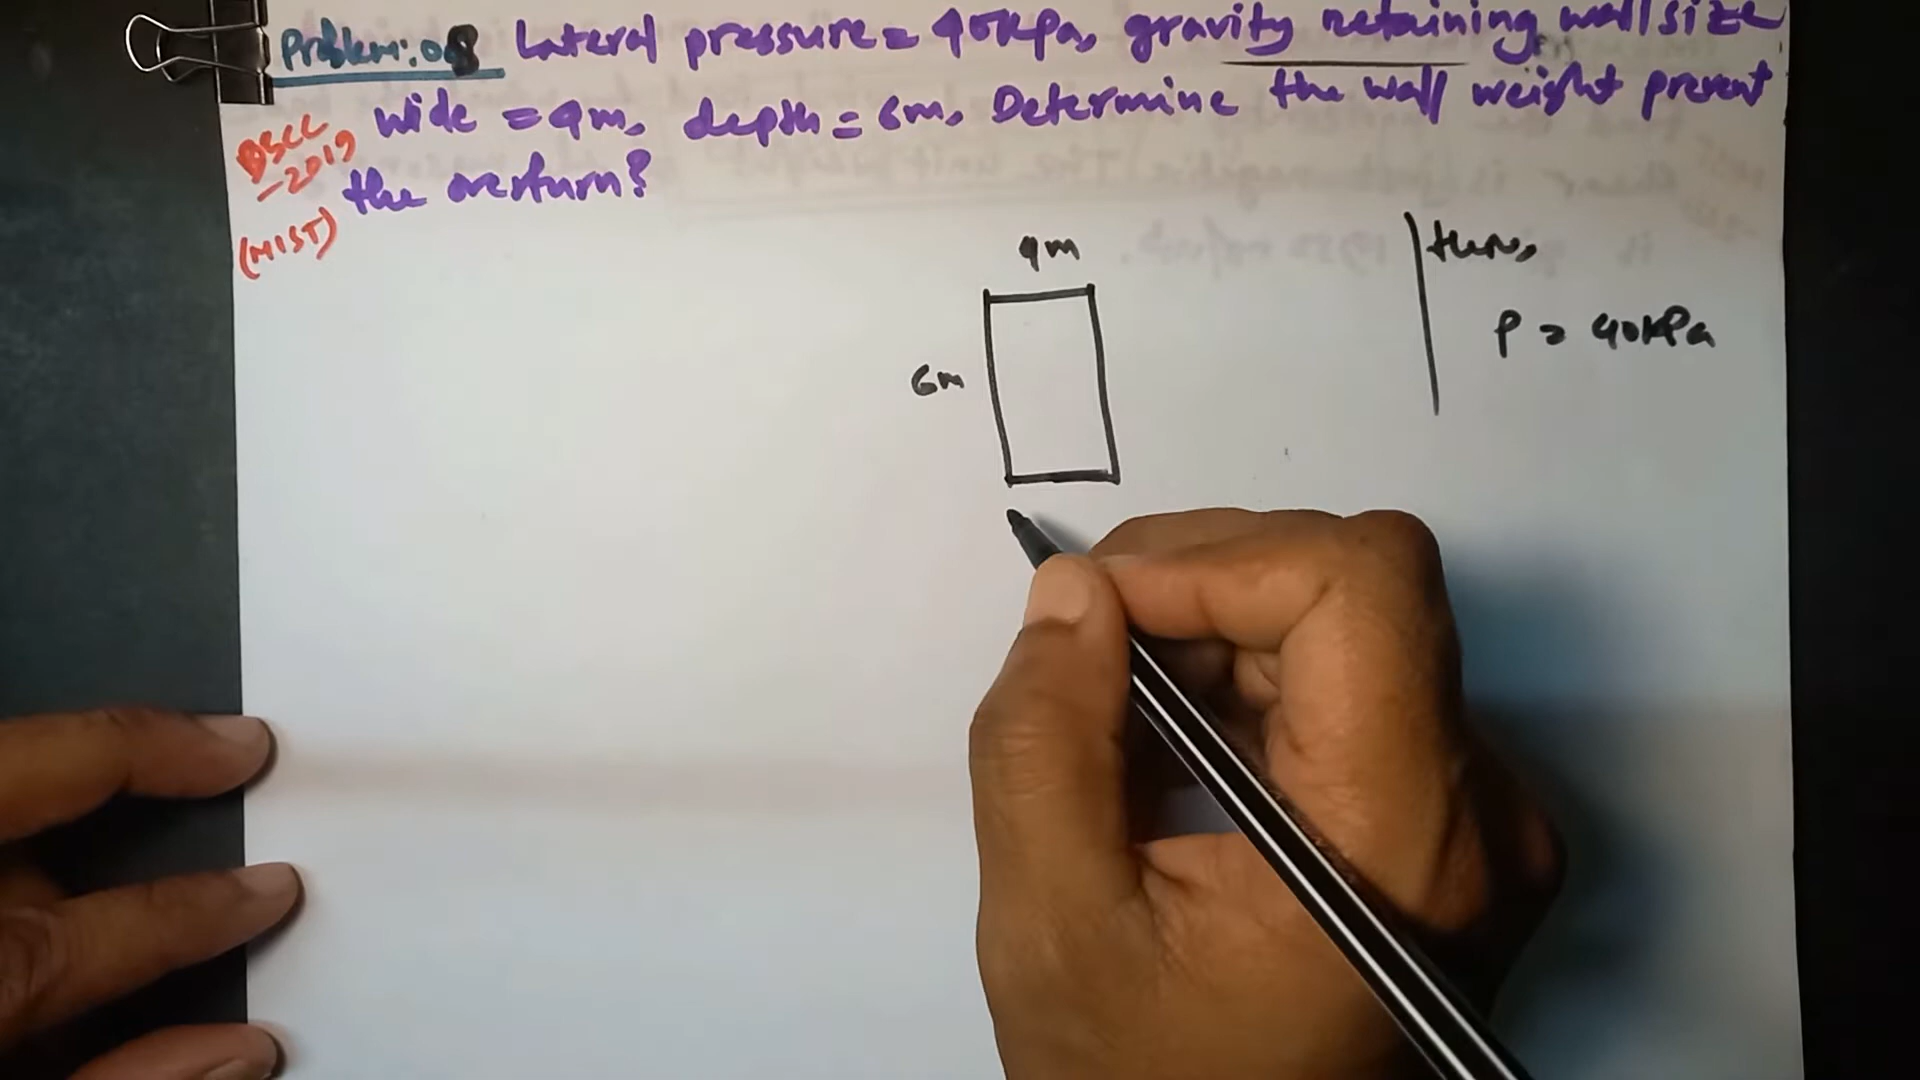 Problem:08 Lateral pressure = 40kpa, gravity retaining wall size
wide = 4m, depth = 6m. Determine the wall weight prevent
the overturn?
BSCL
-2019
(MIST)
4m
6m
here,
P = 40kPa